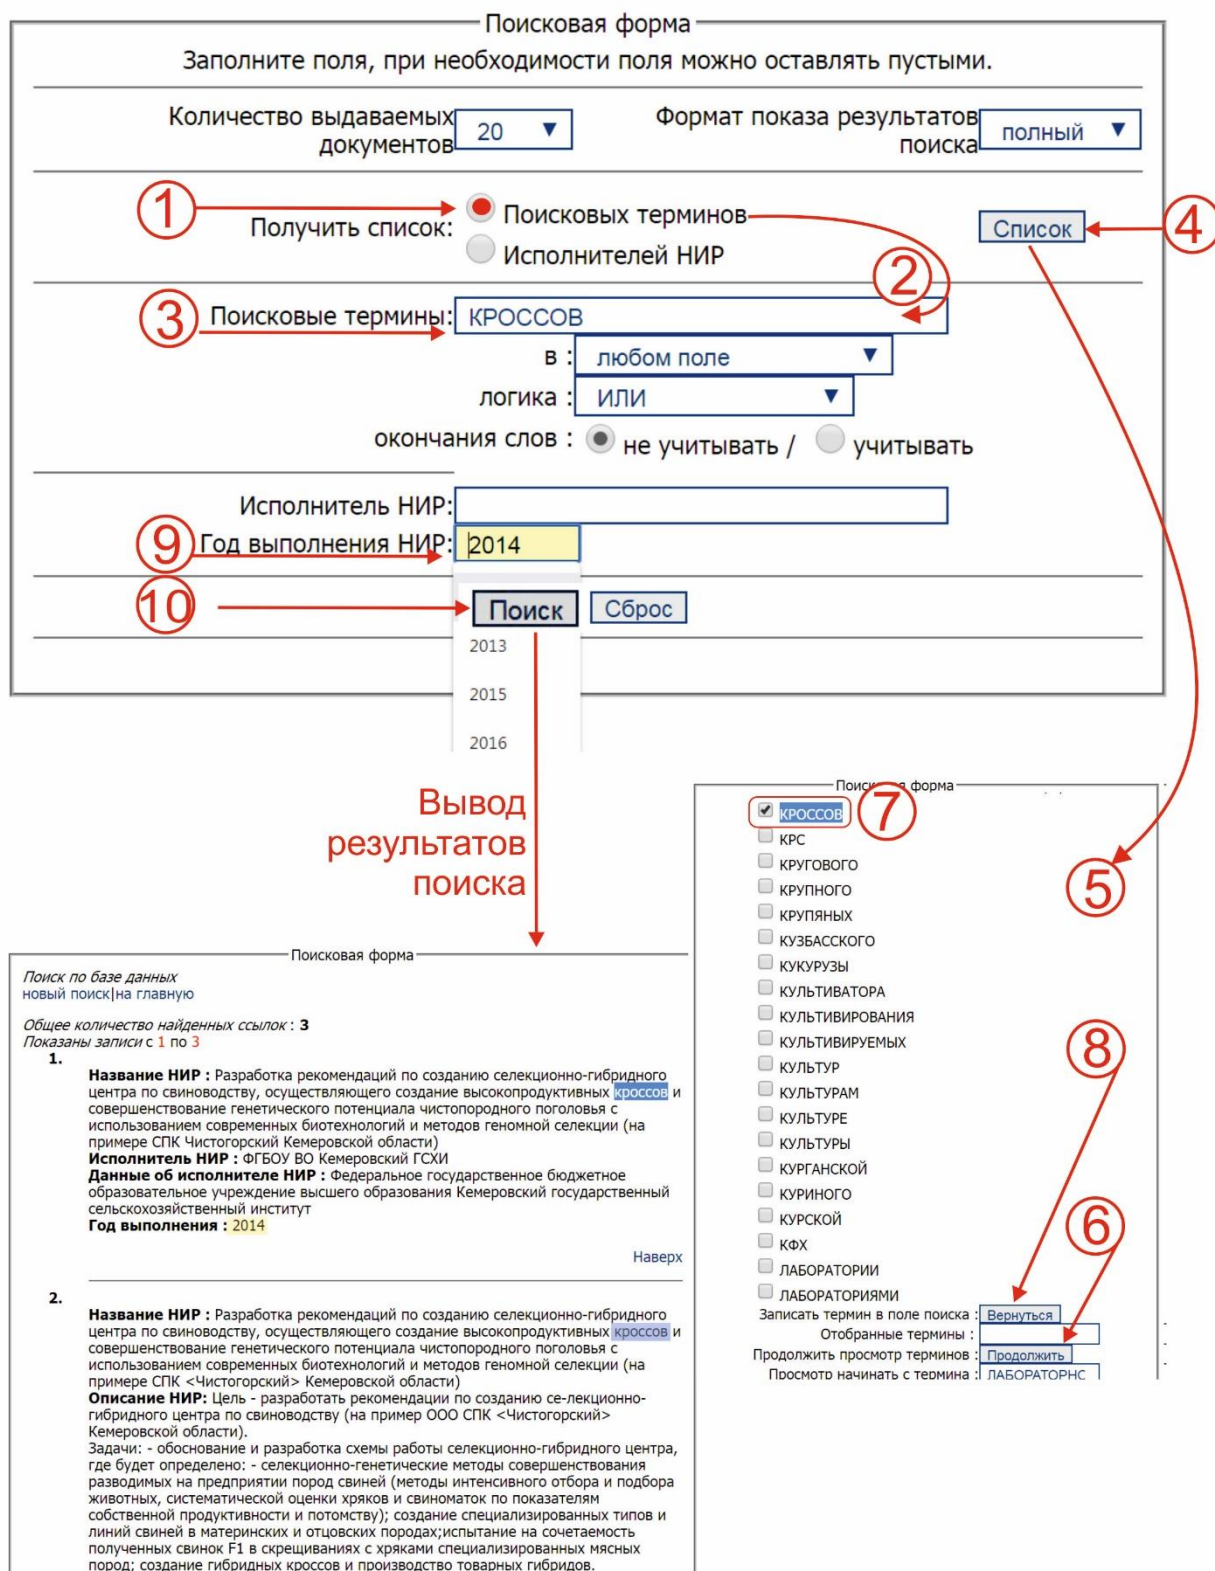 Поисковая форма
Заполните поля, при необходимости поля можно оставлять пустыми.
Количество выдаваемых документов 20 ▼
Формат показа результатов поиска полный ▼
1
Получить список:
Поисковых терминов
Исполнителей НИР
Список
4
2
3
Поисковые термины: КРОССОВ
в : любом поле ▼
логика : ИЛИ ▼
окончания слов : не учитывать / учитывать
Исполнитель НИР:
9
Год выполнения НИР: 2014
10
Поиск Сброс
2013
2015
2016
Вывод
результатов
поиска
Поисковая форма
КРОССОВ
7
КРС
КРУГОВОГО
5
КРУПНОГО
КРУПЯНЫХ
КУЗБАССКОГО
КУКУРУЗЫ
КУЛЬТИВАТОРА
КУЛЬТИВИРОВАНИЯ
КУЛЬТИВИРУЕМЫХ
8
КУЛЬТУР
КУЛЬТУРАМ
КУЛЬТУРЕ
КУЛЬТУРЫ
КУРГАНСКОЙ
КУРИНОГО
КУРСКОЙ
6
КФХ
ЛАБОРАТОРИИ
ЛАБОРАТОРИЯМИ
Записать термин в поле поиска : Вернуться
Отобранные термины :
Продолжить просмотр терминов : Продолжить
Просмотр начинать с термина : ЛАБОРАТОРНС
Поисковая форма
Поиск по базе данных
новый поиск|на главную
Общее количество найденных ссылок : 3
Показаны записи с 1 по 3
1.
Название НИР : Разработка рекомендаций по созданию селекционно-гибридного
центра по свиноводству, осуществляющего создание высокопродуктивных кроссов и
совершенствование генетического потенциала чистопородного поголовья с
использованием современных биотехнологий и методов геномной селекции (на
примере СПК Чистогорский Кемеровской области)
Исполнитель НИР : ФГБОУ ВО Кемеровский ГСХИ
Данные об исполнителе НИР : Федеральное государственное бюджетное
образовательное учреждение высшего образования Кемеровский государственный
сельскохозяйственный институт
Год выполнения : 2014
Наверх
2.
Название НИР : Разработка рекомендаций по созданию селекционно-гибридного
центра по свиноводству, осуществляющего создание высокопродуктивных кроссов и
совершенствование генетического потенциала чистопородного поголовья с
использованием современных биотехнологий и методов геномной селекции (на
примере СПК <Чистогорский> Кемеровской области)
Описание НИР: Цель - разработать рекомендации по созданию се-лекционно-
гибридного центра по свиноводству (на пример ООО СПК <Чистогорский>
Кемеровской области).
Задачи: - обоснование и разработка схемы работы селекционно-гибридного центра,
где будет определено: - селекционно-генетические методы совершенствования
разводимых на предприятии пород свиней (методы интенсивного отбора и подбора
животных, систематической оценки хряков и свиноматок по показателям
собственной продуктивности и потомству); создание специализированных типов и
линий свиней в материнских и отцовских породах;испытание на сочетаемость
полученных свинок F1 в скрещиваниях с хряками специализированных мясных
пород; создание гибридных кроссов и производство товарных гибридов.